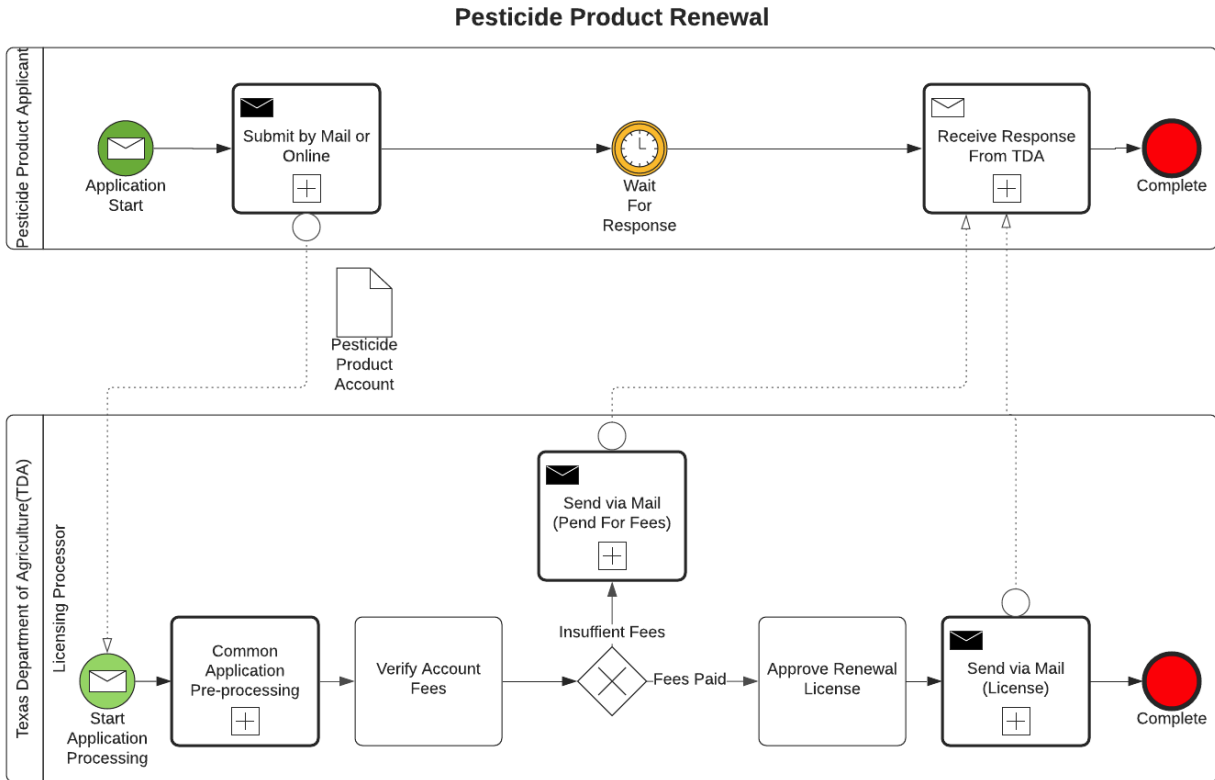 Pesticide Product Renewal
Pesticide Product Applicant
Application
Start
Submit by Mail or
Online
Wait
For
Response
Receive Response
From TDA
Complete
Pesticide
Product
Account
Texas Department of Agriculture(TDA)
Licensing Processor
Send via Mail
(Pend For Fees)
Insuffient Fees
Start
Application
Processing
Common
Application
Pre-processing
Verify Account
Fees
Fees Paid
Approve Renewal
License
Send via Mail
(License)
Complete